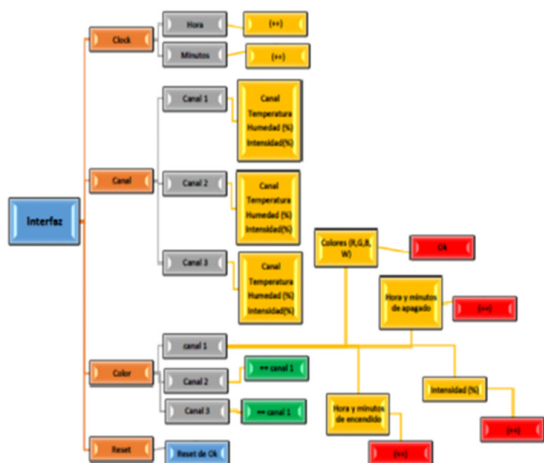 Interfaz
Clock
Hora
(++)
Minutos
(++)
Canal
Canal 1
Canal
Temperatura
Humedad (%)
Intensidad(%)
Canal 2
Canal
Temperatura
Humedad (%)
Intensidad(%)
Canal 3
Canal
Temperatura
Humedad (%)
Intensidad(%)
Color
canal 1
Colores (R,G,B,
W)
Ok
Hora y minutos
de apagado
(++)
Intensidad (%)
(++)
Hora y minutos
de encendido
(++)
Canal 2
== canal 1
Canal 3
== canal 1
Reset
Reset de Ok